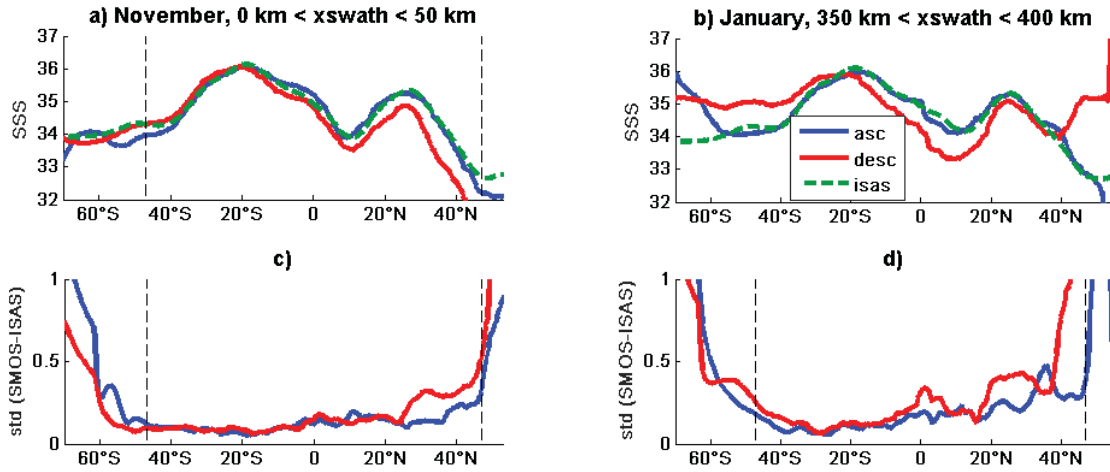 a) November, 0 km < xswath < 50 km
37
36
35
34
33
32
SSS
60°S 40°S 20°S 0 20°N 40°N
b) January, 350 km < xswath < 400 km
37
36
35
34
33
32
SSS
asc
desc
isas
60°S 40°S 20°S 0 20°N 40°N
c)
1
0.5
0
std (SMOS-ISAS)
60°S 40°S 20°S 0 20°N 40°N
d)
1
0.5
0
std (SMOS-ISAS)
60°S 40°S 20°S 0 20°N 40°N